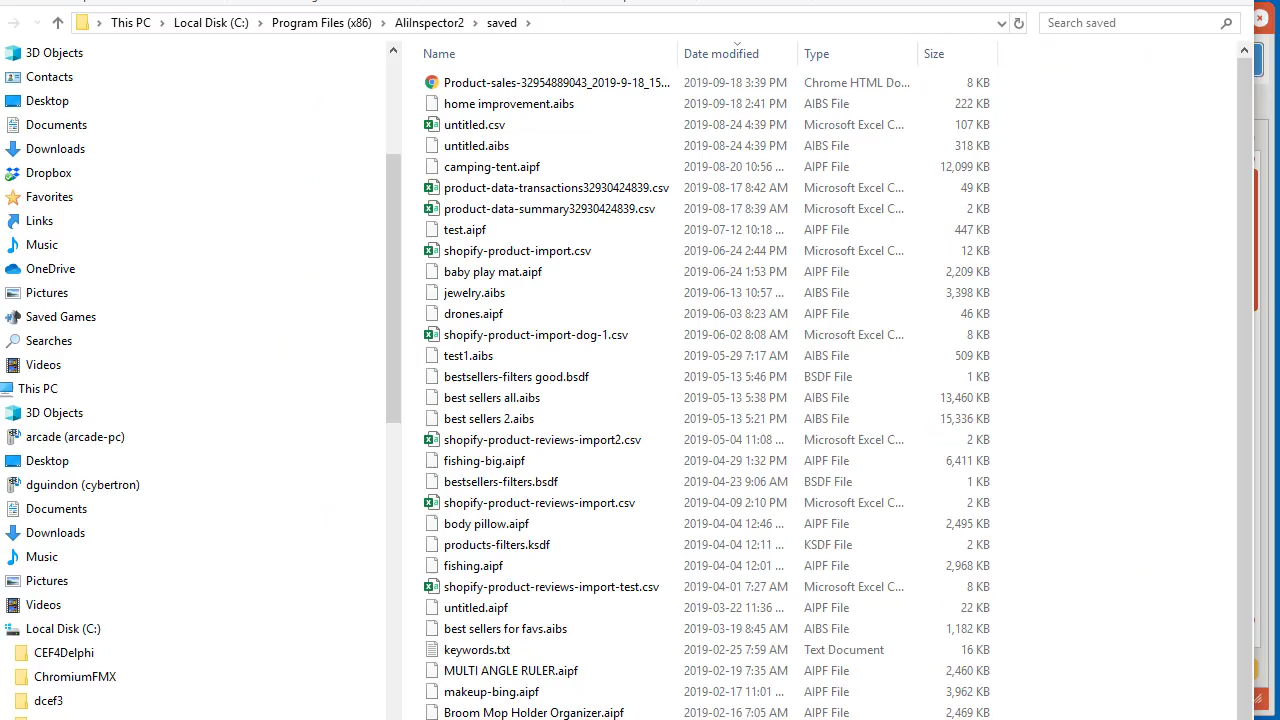 This PC > Local Disk (C:) > Program Files (x86) > AliInspector2 > saved >
Search saved
3D Objects
Contacts
Desktop
Documents
Downloads
Dropbox
Favorites
Links
Music
OneDrive
Pictures
Saved Games
Searches
Videos
This PC
3D Objects
arcade (arcade-pc)
Desktop
dguindon (cybertron)
Documents
Downloads
Music
Pictures
Videos
Local Disk (C:)
CEF4Delphi
ChromiumFMX
dcef3
Name Date modified Type Size
Product-sales-32954889043_2019-9-18_15... 2019-09-18 3:39 PM Chrome HTML Do... 8 KB
home improvement.aibs 2019-09-18 2:41 PM AIBS File 222 KB
untitled.csv 2019-08-24 4:39 PM Microsoft Excel C... 107 KB
untitled.aibs 2019-08-24 4:39 PM AIBS File 318 KB
camping-tent.aipf 2019-08-20 10:56 ... AIPF File 12,099 KB
product-data-transactions32930424839.csv 2019-08-17 8:42 AM Microsoft Excel C... 49 KB
product-data-summary32930424839.csv 2019-08-17 8:39 AM Microsoft Excel C... 2 KB
test.aipf 2019-07-12 10:18 ... AIPF File 447 KB
shopify-product-import.csv 2019-06-24 2:44 PM Microsoft Excel C... 12 KB
baby play mat.aipf 2019-06-24 1:53 PM AIPF File 2,209 KB
jewelry.aibs 2019-06-13 10:57 ... AIBS File 3,398 KB
drones.aipf 2019-06-03 8:23 AM AIPF File 46 KB
shopify-product-import-dog-1.csv 2019-06-02 8:08 AM Microsoft Excel C... 8 KB
test1.aibs 2019-05-29 7:17 AM AIBS File 509 KB
bestsellers-filters good.bsdf 2019-05-13 5:46 PM BSDF File 1 KB
best sellers all.aibs 2019-05-13 5:38 PM AIBS File 13,460 KB
best sellers 2.aibs 2019-05-13 5:21 PM AIBS File 15,336 KB
shopify-product-reviews-import2.csv 2019-05-04 11:08 ... Microsoft Excel C... 2 KB
fishing-big.aipf 2019-04-29 1:32 PM AIPF File 6,411 KB
bestsellers-filters.bsdf 2019-04-23 9:06 AM BSDF File 1 KB
shopify-product-reviews-import.csv 2019-04-09 2:10 PM Microsoft Excel C... 2 KB
body pillow.aipf 2019-04-04 12:46 ... AIPF File 2,495 KB
products-filters.ksdf 2019-04-04 12:11 ... KSDF File 2 KB
fishing.aipf 2019-04-04 12:01 ... AIPF File 2,968 KB
shopify-product-reviews-import-test.csv 2019-04-01 7:27 AM Microsoft Excel C... 8 KB
untitled.aipf 2019-03-22 11:36 ... AIPF File 22 KB
best sellers for favs.aibs 2019-03-19 8:45 AM AIBS File 1,182 KB
keywords.txt 2019-02-25 7:59 AM Text Document 16 KB
MULTI ANGLE RULER.aipf 2019-02-19 7:35 AM AIPF File 2,460 KB
makeup-bing.aipf 2019-02-17 11:01 ... AIPF File 3,962 KB
Broom Mop Holder Organizer.aipf 2019-02-16 7:05 AM AIPF File 2,469 KB